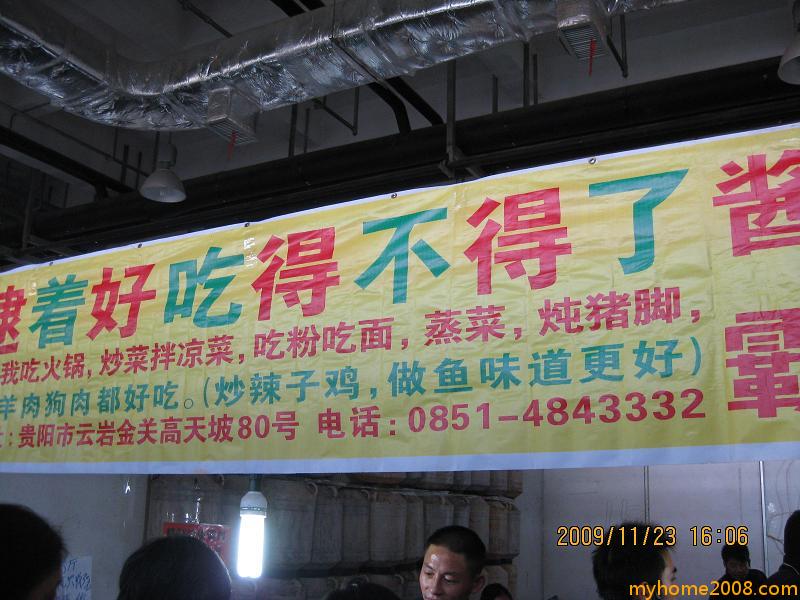 逮着好吃得不得了 酱
我吃火锅,炒菜拌凉菜,吃粉吃面,蒸菜,炖猪脚, 霸
羊肉狗肉都好吃。(炒辣子鸡,做鱼味道更好)
:贵阳市云岩金关高天坡80号 电话:0851-4843332
2009/11/23 16:06
myhome2008.com